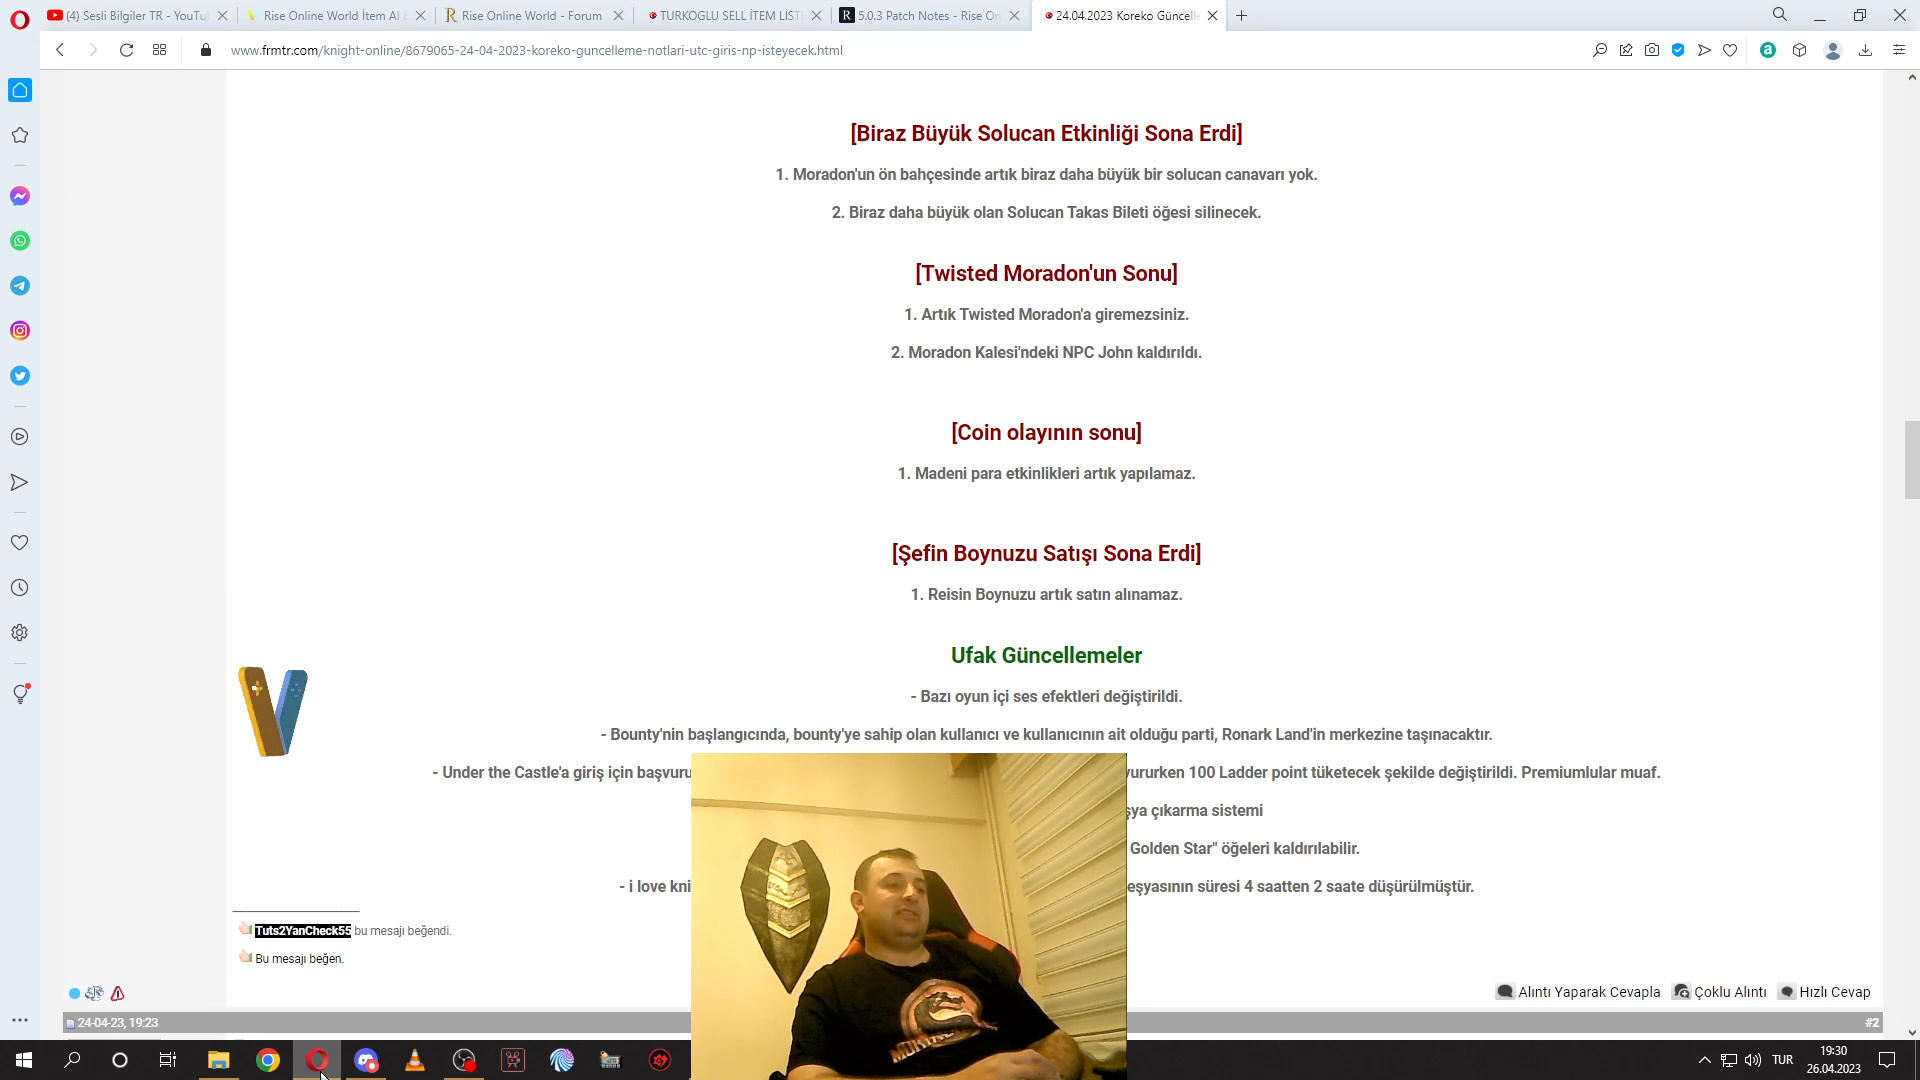 (4) Sesli Bilgiler TR - YouTu
Rise Online World İtem Al &
Rise Online World - Forum
TURKOGLU SELL İTEM LİSTE
5.0.3 Patch Notes - Rise On
24.04.2023 Koreko Güncelle
www.frmtr.com/knight-online/8679065-24-04-2023-koreko-guncelleme-notlari-utc-giris-np-isteyecek.html
[Biraz Büyük Solucan Etkinliği Sona Erdi]
1. Moradon'un ön bahçesinde artık biraz daha büyük bir solucan canavarı yok.
2. Biraz daha büyük olan Solucan Takas Bileti öğesi silinecek.
[Twisted Moradon'un Sonu]
1. Artık Twisted Moradon'a giremezsiniz.
2. Moradon Kalesi'ndeki NPC John kaldırıldı.
[Coin olayının sonu]
1. Madeni para etkinlikleri artık yapılamaz.
[Şefin Boynuzu Satışı Sona Erdi]
1. Reisin Boynuzu artık satın alınamaz.
Ufak Güncellemeler
- Bazı oyun içi ses efektleri değiştirildi.
- Bounty'nin başlangıcında, bounty'ye sahip olan kullanıcı ve kullanıcının ait olduğu parti, Ronark Land'in merkezine taşınacaktır.
- Under the Castle'a giriş için başvuru vururken 100 Ladder point tüketecek şekilde değiştirildi. Premiumlular muaf.
şya çıkarma sistemi
Golden Star" öğeleri kaldırılabilir.
- i love kni eşyasının süresi 4 saatten 2 saate düşürülmüştür.
Tuts2YanCheck55 bu mesajı beğendi.
Bu mesajı beğen.
Alıntı Yaparak Cevapla Çoklu Alıntı Hızlı Cevap
24-04-23, 19:23
#2
TUR
19:30
26.04.2023